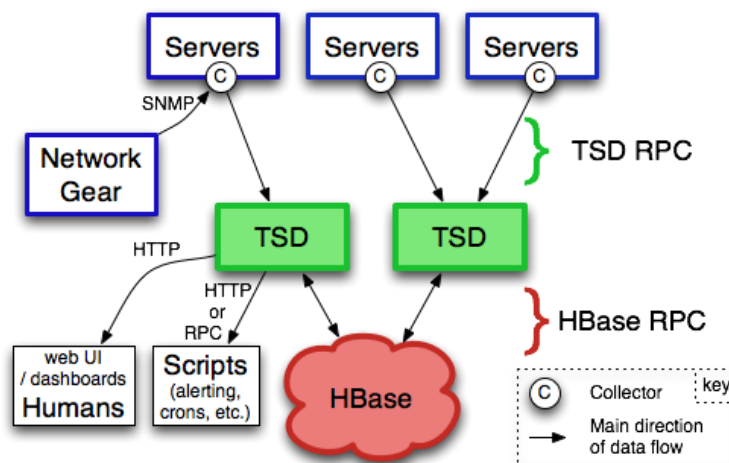 Servers
Servers
Servers
C
C
C
SNMP
Network
Gear
TSD RPC
TSD
TSD
HTTP
HTTP
or
RPC
HBase RPC
web UI
/ dashboards
Humans
Scripts
(alerting,
crons, etc.)
HBase
key
C
Collector
Main direction
of data flow